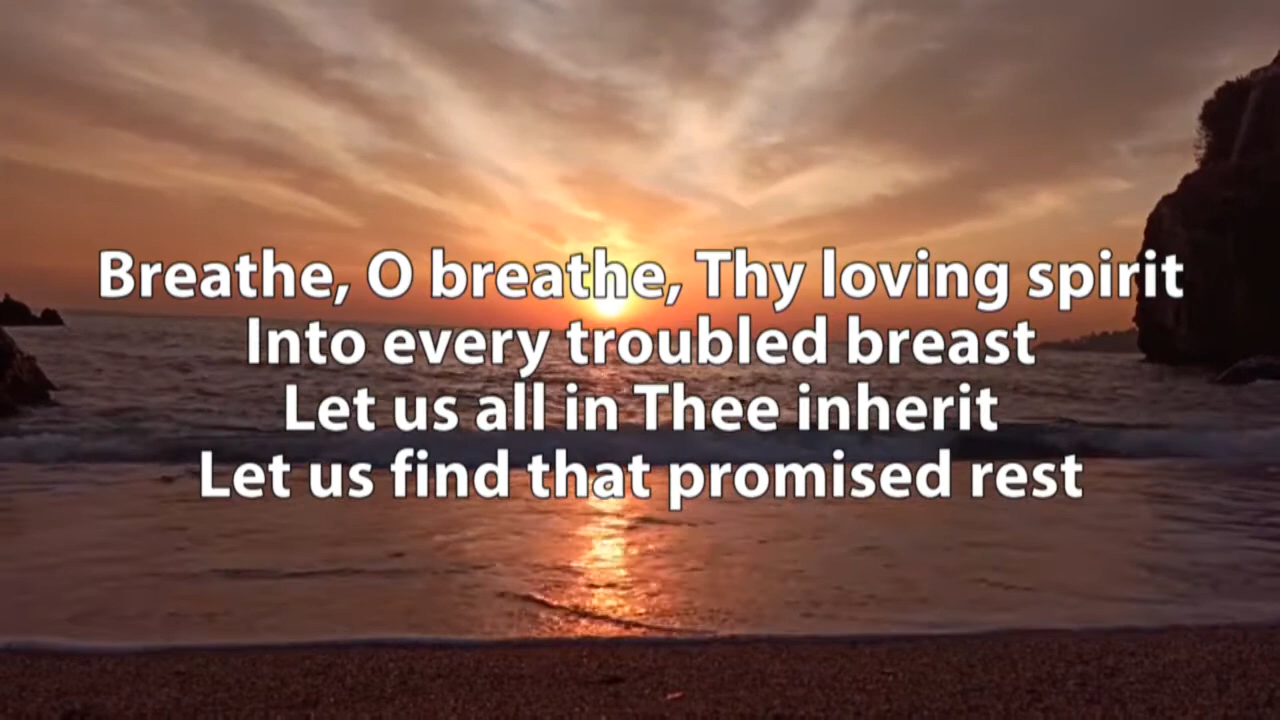 Breathe, O breathe, Thy loving spirit
Into every troubled breast
Let us all in Thee inherit
Let us find that promised rest